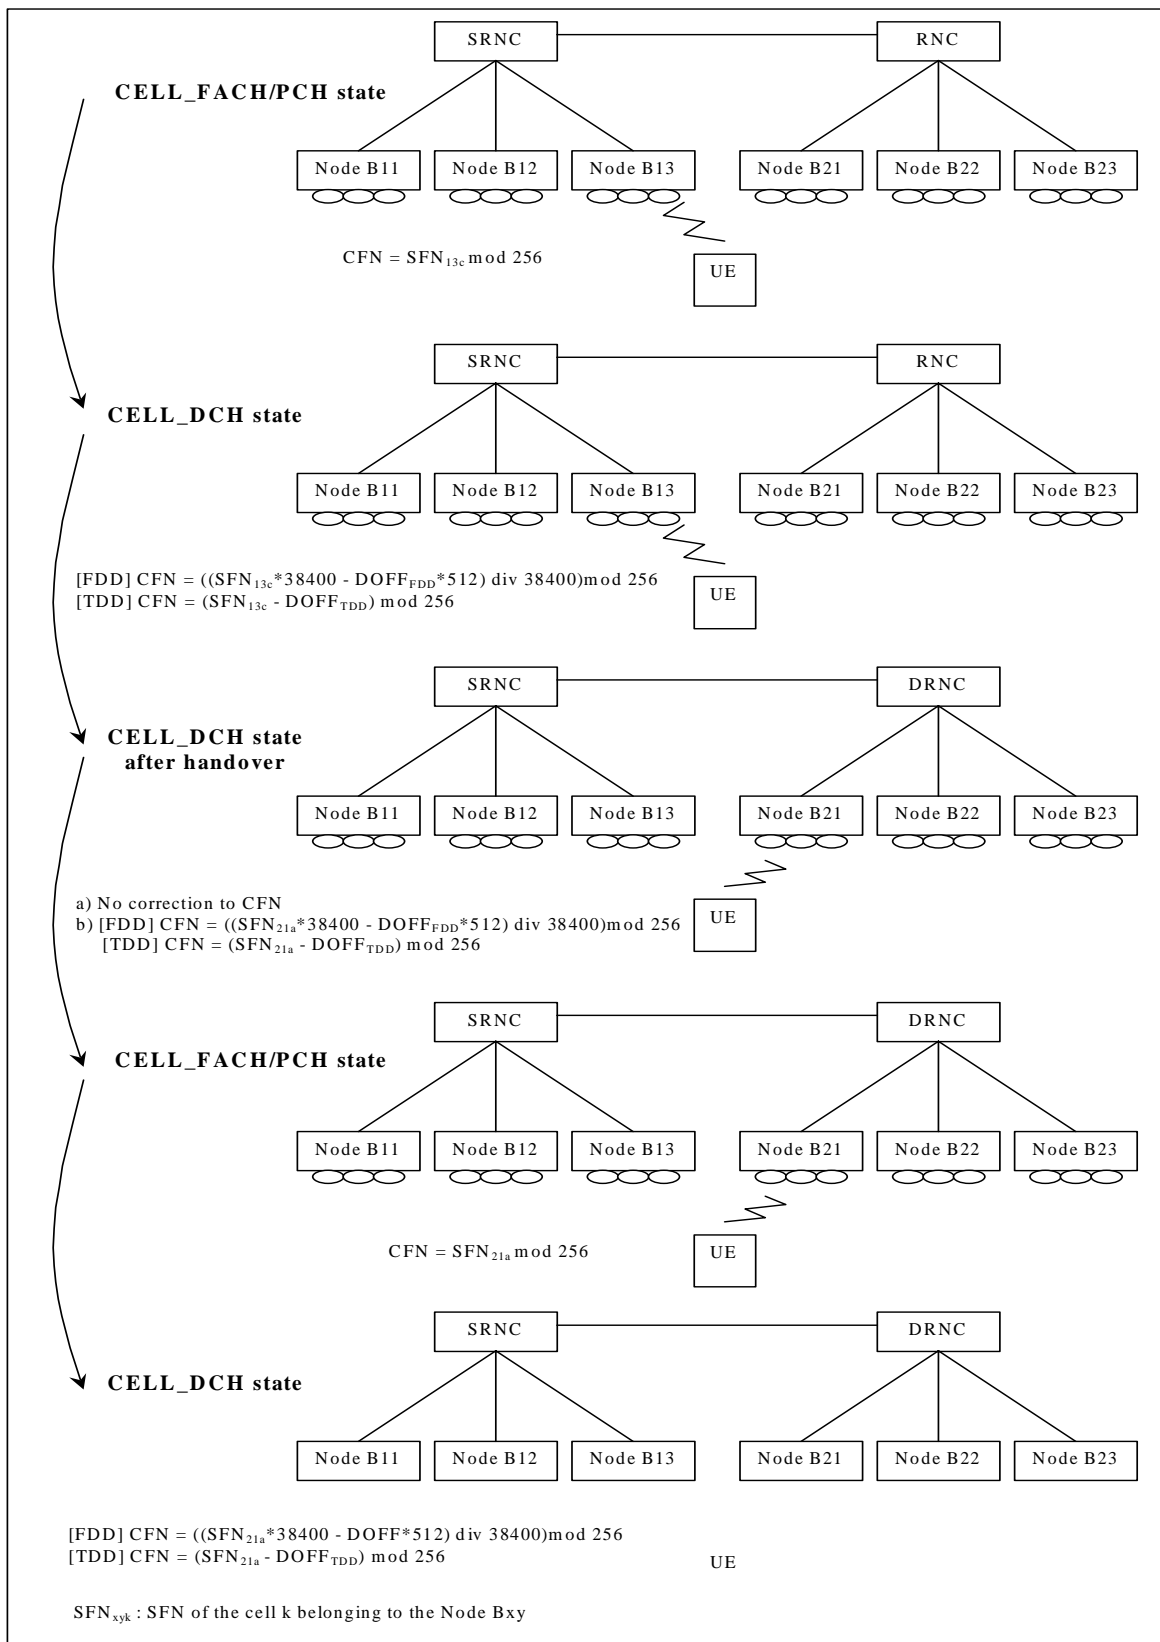 SRNC RNC
CELL_FACH/PCH state
Node B11 Node B12 Node B13 Node B21 Node B22 Node B23
CFN = SFN13c mod 256
UE
SRNC RNC
CELL_DCH state
Node B11 Node B12 Node B13 Node B21 Node B22 Node B23
[FDD] CFN = ((SFN13c*38400 - DOFFFDD*512) div 38400)mod 256
[TDD] CFN = (SFN13c - DOFFTDD) mod 256
UE
SRNC DRNC
CELL_DCH state
after handover
Node B11 Node B12 Node B13 Node B21 Node B22 Node B23
a) No correction to CFN
b) [FDD] CFN = ((SFN21a*38400 - DOFFFDD*512) div 38400)mod 256
[TDD] CFN = (SFN21a - DOFFTDD) mod 256
UE
SRNC DRNC
CELL_FACH/PCH state
Node B11 Node B12 Node B13 Node B21 Node B22 Node B23
CFN = SFN21a mod 256
UE
SRNC DRNC
CELL_DCH state
Node B11 Node B12 Node B13 Node B21 Node B22 Node B23
[FDD] CFN = ((SFN21a*38400 - DOFF*512) div 38400)mod 256
[TDD] CFN = (SFN21a - DOFFTDD) mod 256
UE
SFNxyk : SFN of the cell k belonging to the Node Bxy